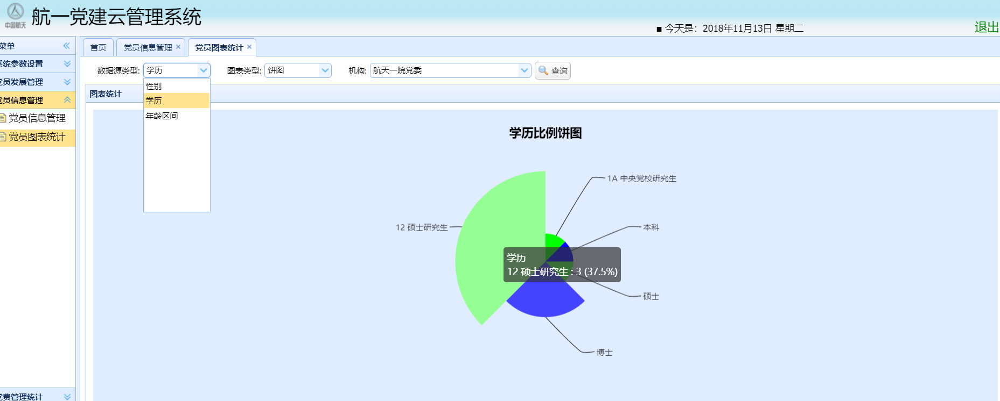 中国航天
航一党建云管理系统
■ 今天是: 2018年11月13日 星期二
退出
菜单
系统参数设置
党员发展管理
党员信息管理
党员信息管理
党员图表统计
党费管理统计
首页
党员信息管理
党员图表统计
数据源类型: 学历
图表类型: 饼图
机构: 航天一院党委
查询
性别
学历
年龄区间
图表统计
学历比例饼图
1A 中央党校研究生
12 硕士研究生
本科
学历
12 硕士研究生 : 3 (37.5%)
硕士
博士